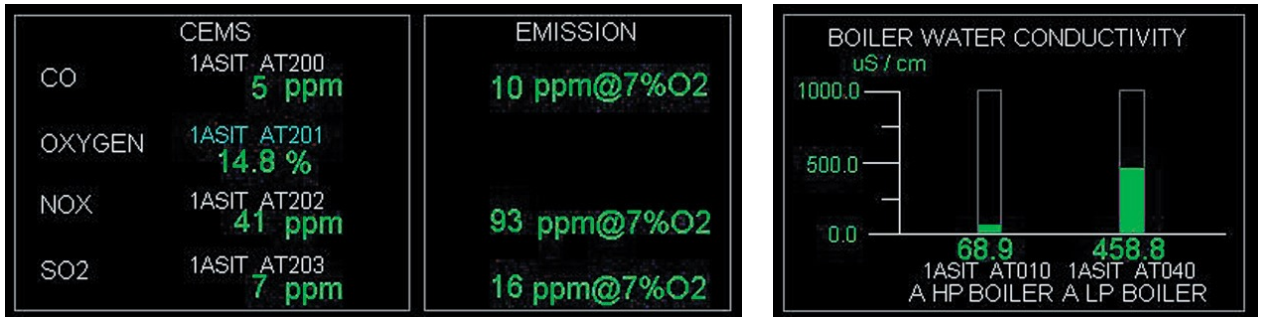 CEMS
EMISSION
CO
1ASIT AT200
5 ppm
10 ppm@7%O2
OXYGEN
1ASIT AT201
14.8 %
NOX
1ASIT AT202
41 ppm
93 ppm@7%O2
SO2
1ASIT AT203
7 ppm
16 ppm@7%O2
BOILER WATER CONDUCTIVITY
uS / cm
1000.0
500.0
0.0
68.9 458.8
1ASIT AT010 1ASIT AT040
A HP BOILER A LP BOILER